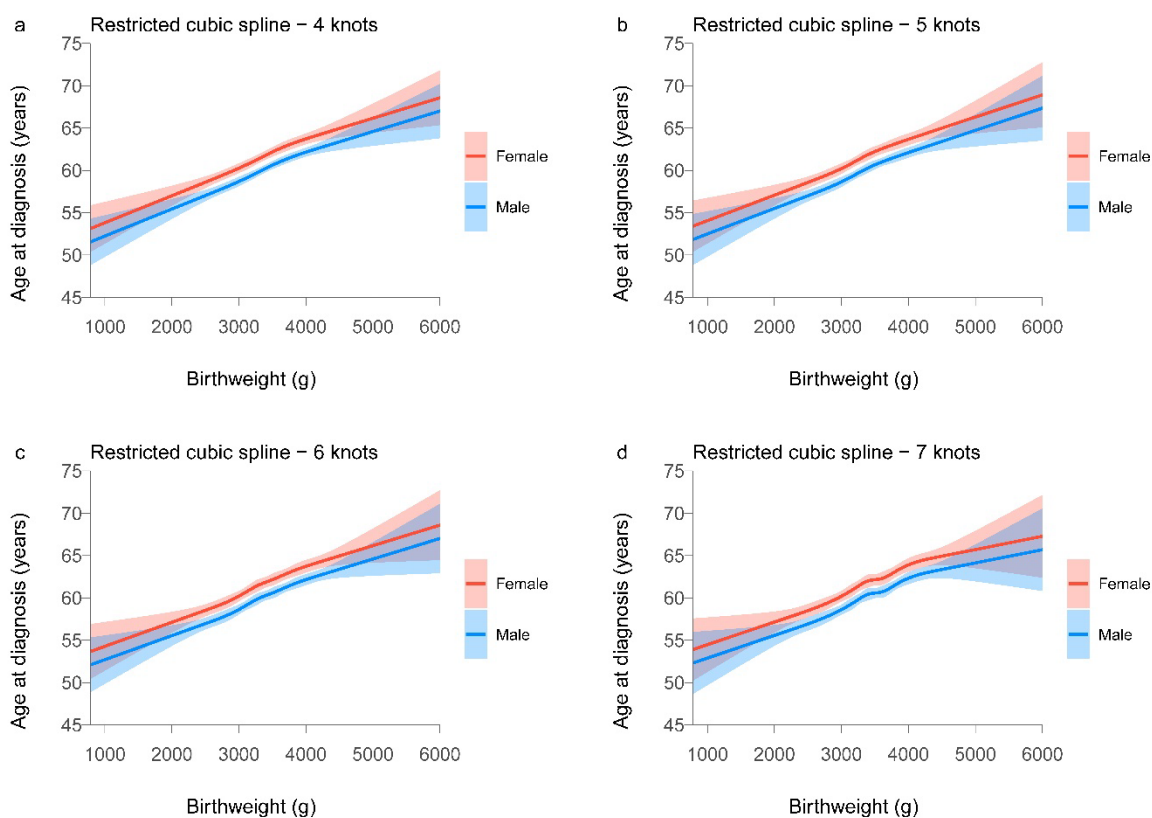 a Restricted cubic spline − 4 knots
Age at diagnosis (years)
75
70
65
60
55
50
45
1000 2000 3000 4000 5000 6000
Birthweight (g)
Female
Male
b Restricted cubic spline − 5 knots
Age at diagnosis (years)
75
70
65
60
55
50
45
1000 2000 3000 4000 5000 6000
Birthweight (g)
Female
Male
c Restricted cubic spline − 6 knots
Age at diagnosis (years)
75
70
65
60
55
50
45
1000 2000 3000 4000 5000 6000
Birthweight (g)
Female
Male
d Restricted cubic spline − 7 knots
Age at diagnosis (years)
75
70
65
60
55
50
45
1000 2000 3000 4000 5000 6000
Birthweight (g)
Female
Male